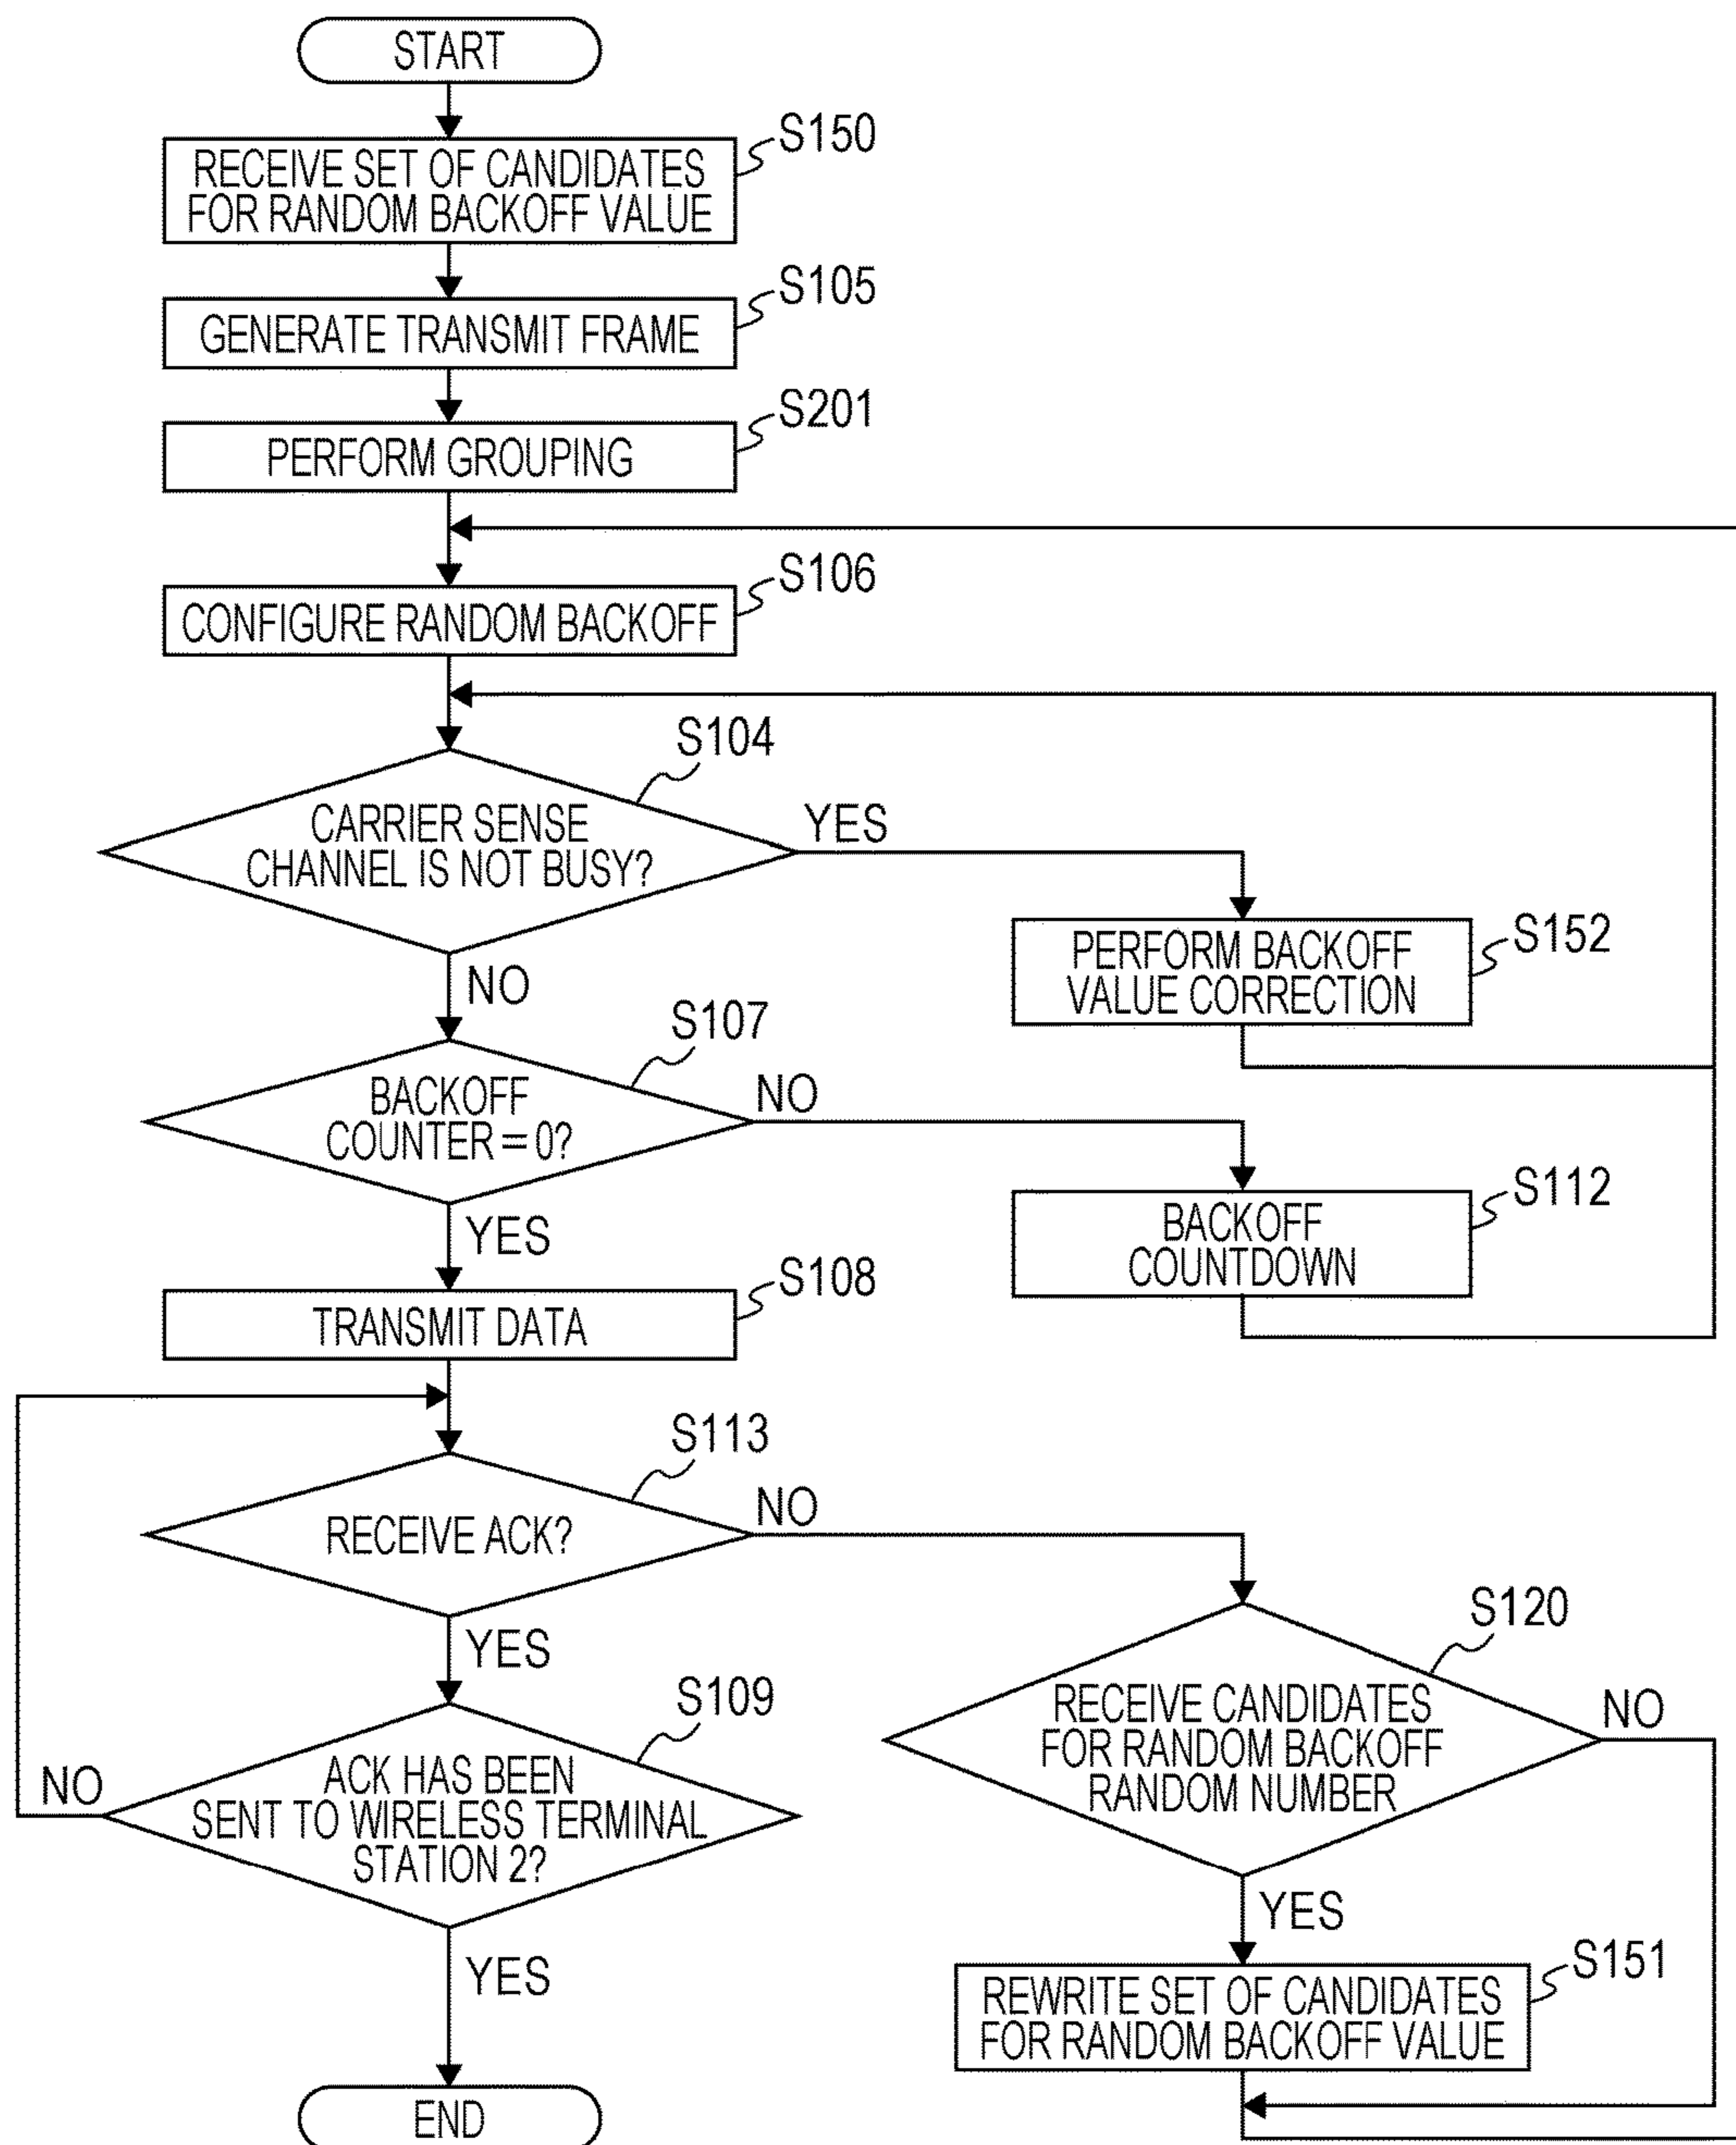 START
S150
RECEIVE SET OF CANDIDATES
FOR RANDOM BACKOFF VALUE
S105
GENERATE TRANSMIT FRAME
S201
PERFORM GROUPING
S106
CONFIGURE RANDOM BACKOFF
S104
CARRIER SENSE
CHANNEL IS NOT BUSY?
YES
NO
S152
PERFORM BACKOFF
VALUE CORRECTION
S107
BACKOFF
COUNTER = 0?
NO
YES
S112
BACKOFF
COUNTDOWN
S108
TRANSMIT DATA
S113
RECEIVE ACK?
NO
YES
S120
RECEIVE CANDIDATES
FOR RANDOM BACKOFF
RANDOM NUMBER
NO
YES
S109
ACK HAS BEEN
SENT TO WIRELESS TERMINAL
STATION 2?
NO
YES
S151
REWRITE SET OF CANDIDATES
FOR RANDOM BACKOFF VALUE
END